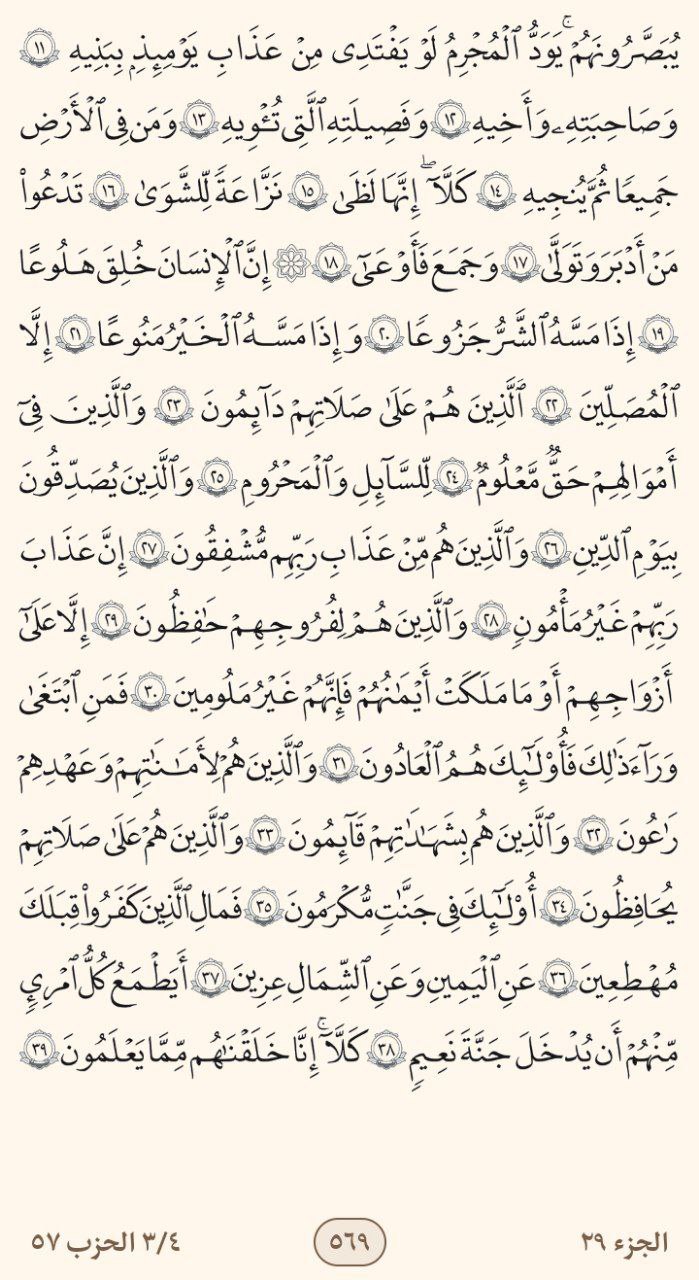 يُبَصَّرُونَهُمۡۚ يَوَدُّ ٱلۡمُجۡرِمُ لَوۡ يَفۡتَدِي مِنۡ عَذَابِ يَوۡمِئِذِۭ بِبَنِيهِ ١١
وَصَٰحِبَتِهِۦ وَأَخِيهِ ١٢ وَفَصِيلَتِهِ ٱلَّتِي تُـٔۡوِيهِ ١٣ وَمَن فِي ٱلۡأَرۡضِ
جَمِيعٗا ثُمَّ يُنجِيهِ ١٤ كَلَّآۖ إِنَّهَا لَظَىٰ ١٥ نَزَّاعَةٗ لِّلشَّوَىٰ ١٦ تَدۡعُواْ
مَنۡ أَدۡبَرَ وَتَوَلَّىٰ ١٧ وَجَمَعَ فَأَوۡعَىٰٓ ١٨ ۞ إِنَّ ٱلۡإِنسَٰنَ خُلِقَ هَلُوعًا
١٩ إِذَا مَسَّهُ ٱلشَّرُّ جَزُوعٗا ٢٠ وَإِذَا مَسَّهُ ٱلۡخَيۡرُ مَنُوعًا ٢١ إِلَّا
ٱلۡمُصَلِّينَ ٢٢ ٱلَّذِينَ هُمۡ عَلَىٰ صَلَاتِهِمۡ دَآئِمُونَ ٢٣ وَٱلَّذِينَ فِيٓ
أَمۡوَٰلِهِمۡ حَقّٞ مَّعۡلُومٞ ٢٤ لِّلسَّآئِلِ وَٱلۡمَحۡرُومِ ٢٥ وَٱلَّذِينَ يُصَدِّقُونَ
بِيَوۡمِ ٱلدِّينِ ٢٦ وَٱلَّذِينَ هُم مِّنۡ عَذَابِ رَبِّهِم مُّشۡفِقُونَ ٢٧ إِنَّ عَذَابَ
رَبِّهِمۡ غَيۡرُ مَأۡمُونٖ ٢٨ وَٱلَّذِينَ هُمۡ لِفُرُوجِهِمۡ حَٰفِظُونَ ٢٩ إِلَّا عَلَىٰٓ
أَزۡوَٰجِهِمۡ أَوۡ مَا مَلَكَتۡ أَيۡمَٰنُهُمۡ فَإِنَّهُمۡ غَيۡرُ مَلُومِينَ ٣٠ فَمَنِ ٱبۡتَغَىٰ
وَرَآءَ ذَٰلِكَ فَأُوْلَٰٓئِكَ هُمُ ٱلۡعَادُونَ ٣١ وَٱلَّذِينَ هُمۡ لِأَمَٰنَٰتِهِمۡ وَعَهۡدِهِمۡ
رَٰعُونَ ٣٢ وَٱلَّذِينَ هُم بِشَهَٰدَٰتِهِمۡ قَآئِمُونَ ٣٣ وَٱلَّذِينَ هُمۡ عَلَىٰ صَلَاتِهِمۡ
يُحَافِظُونَ ٣٤ أُوْلَٰٓئِكَ فِي جَنَّٰتٖ مُّكۡرَمُونَ ٣٥ فَمَالِ ٱلَّذِينَ كَفَرُواْ قِبَلَكَ
مُهۡطِعِينَ ٣٦ عَنِ ٱلۡيَمِينِ وَعَنِ ٱلشِّمَالِ عِزِينَ ٣٧ أَيَطۡمَعُ كُلُّ ٱمۡرِيٕٖ
مِّنۡهُمۡ أَن يُدۡخَلَ جَنَّةَ نَعِيمٖ ٣٨ كَلَّآۖ إِنَّا خَلَقۡنَٰهُم مِّمَّا يَعۡلَمُونَ ٣٩
الجزء ٢٩ ٥٦٩ ٣/٤ الحزب ٥٧